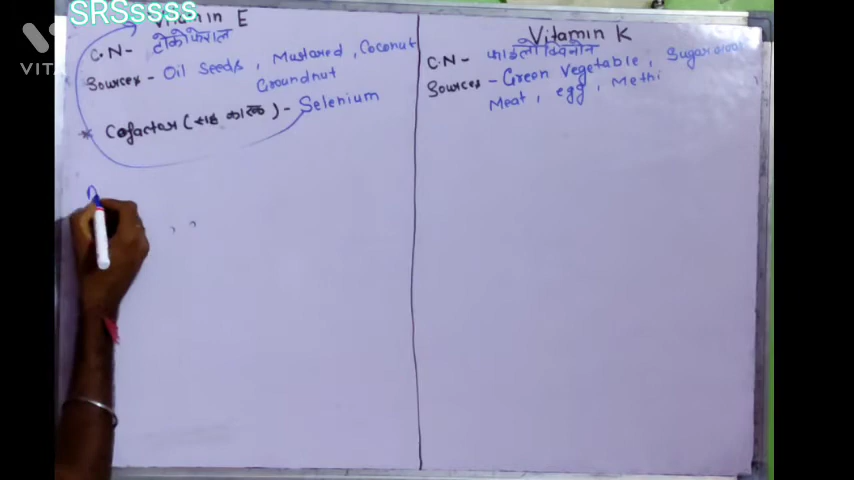 SRSssss
Vitamin E
C.N- टोकोफेराल
Sources - Oil Seeds, Mustared, Coconut
Groundnut
* Cofactor (सह कारक) - Selenium
Vitamin K
C.N- फाइलोक्विनोन
Sources - Green Vegetable, Sugar
Meat, egg, Methi
VIT